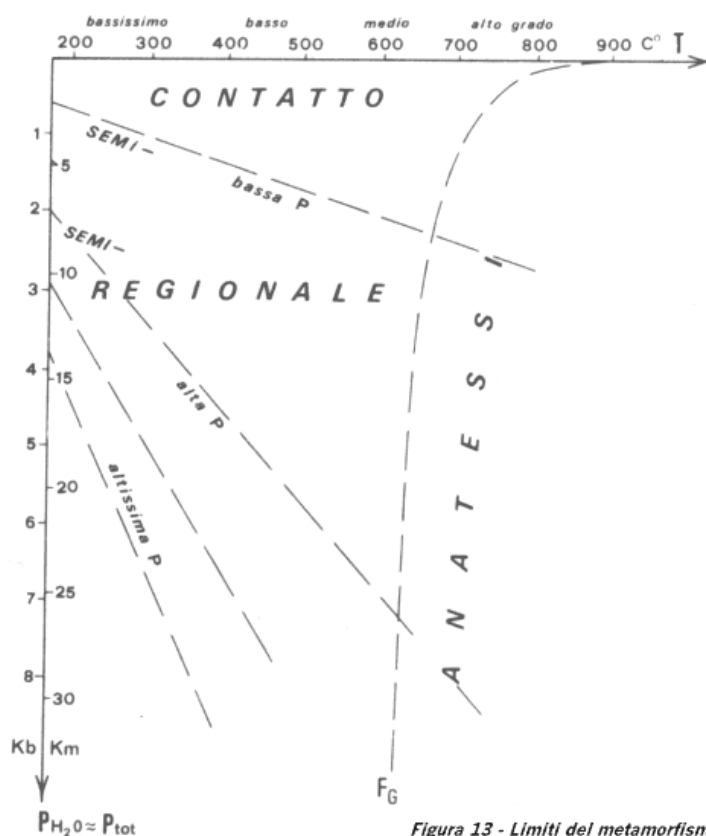 bassissimo basso medio alto grado
200 300 400 500 600 700 800 900 C° T
CONTATTO
1
SEMI-
5
bassa P
2
SEMI-
10
3
REGIONALE
4
15
alta P
5
altissima P
20
6
25
7
ANATESSI
8
30
Kb Km
FG
PH2O ≈ Ptot
Figura 13 - Limiti del metamorfism